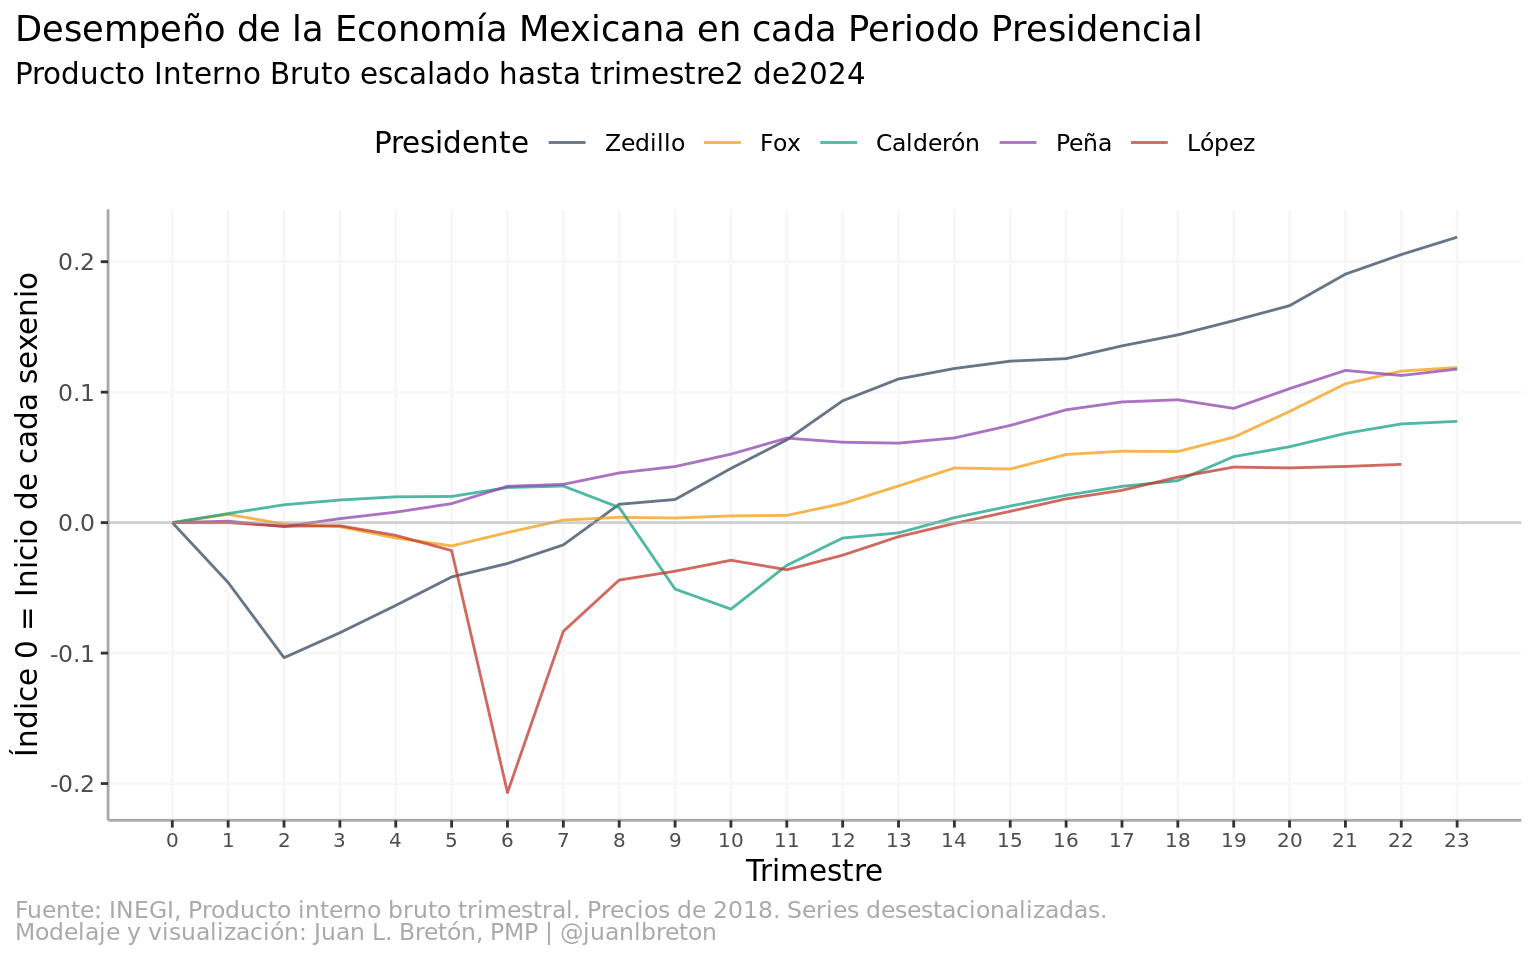 Desempeño de la Economía Mexicana en cada Periodo Presidencial
Producto Interno Bruto escalado hasta trimestre2 de2024
Presidente Zedillo Fox Calderón Peña López
Índice 0 = Inicio de cada sexenio
0.2
0.1
0.0
-0.1
-0.2
0 1 2 3 4 5 6 7 8 9 10 11 12 13 14 15 16 17 18 19 20 21 22 23
Trimestre
Fuente: INEGI, Producto interno bruto trimestral. Precios de 2018. Series desestacionalizadas.
Modelaje y visualización: Juan L. Bretón, PMP | @juanlbreton